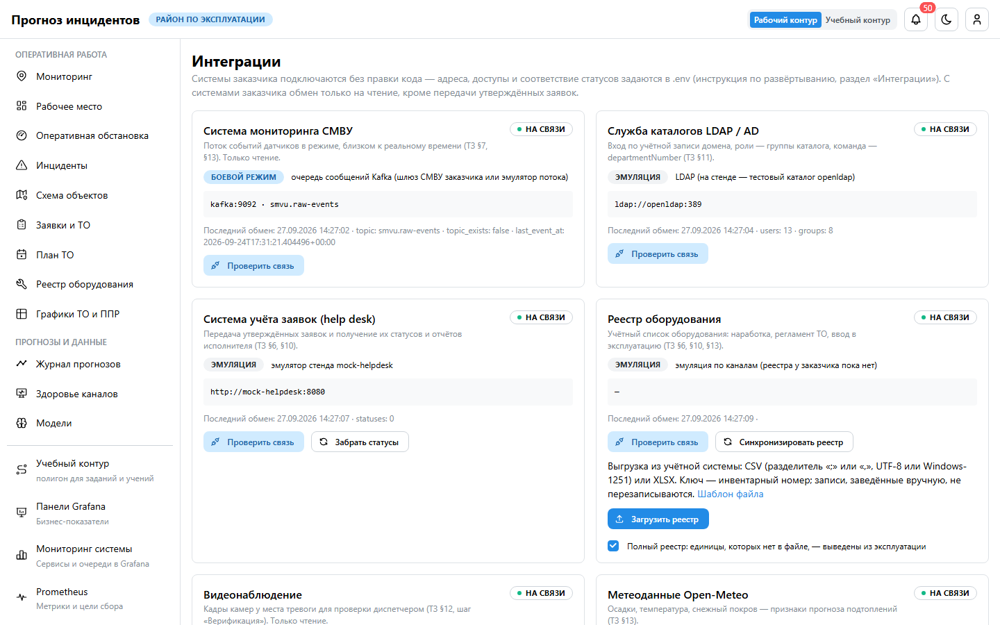 Прогноз инцидентов
РАЙОН ПО ЭКСПЛУАТАЦИИ
Рабочий контур
Учебный контур
50
ОПЕРАТИВНАЯ РАБОТА
Мониторинг
Рабочее место
Оперативная обстановка
Инциденты
Схема объектов
Заявки и ТО
План ТО
Реестр оборудования
Графики ТО и ППР
ПРОГНОЗЫ И ДАННЫЕ
Журнал прогнозов
Здоровье каналов
Модели
Учебный контур
полигон для заданий и учений
Панели Grafana
Бизнес-показатели
Мониторинг системы
Сервисы и очереди в Grafana
Prometheus
Метрики и цели сбора
Интеграции
Системы заказчика подключаются без правки кода — адреса, доступы и соответствие статусов задаются в .env (инструкция по развёртыванию, раздел «Интеграции»). С
системами заказчика обмен только на чтение, кроме передачи утверждённых заявок.
Система мониторинга СМВУ
НА СВЯЗИ
Поток событий датчиков в режиме, близком к реальному времени (ТЗ §7,
§13). Только чтение.
БОЕВОЙ РЕЖИМ
очередь сообщений Kafka (шлюз СМВУ заказчика или эмулятор потока)
kafka:9092 · smvu.raw-events
Последний обмен: 27.09.2026 14:27:02 · topic: smvu.raw-events · topic_exists: false · last_event_at:
2026-09-24T17:31:21.404496+00:00
Проверить связь
Служба каталогов LDAP / AD
НА СВЯЗИ
Вход по учётной записи домена, роли — группы каталога, команда —
departmentNumber (ТЗ §11).
ЭМУЛЯЦИЯ
LDAP (на стенде — тестовый каталог openldap)
ldap://openldap:389
Последний обмен: 27.09.2026 14:27:04 · users: 13 · groups: 8
Проверить связь
Система учёта заявок (help desk)
НА СВЯЗИ
Передача утверждённых заявок и получение их статусов и отчётов
исполнителя (ТЗ §6, §10).
ЭМУЛЯЦИЯ
эмулятор стенда mock-helpdesk
http://mock-helpdesk:8080
Последний обмен: 27.09.2026 14:27:07 · statuses: 0
Проверить связь
Забрать статусы
Реестр оборудования
НА СВЯЗИ
Учётный список оборудования: наработка, регламент ТО, ввод в
эксплуатацию (ТЗ §6, §10, §13).
ЭМУЛЯЦИЯ
эмуляция по каналам (реестра у заказчика пока нет)
—
Последний обмен: 27.09.2026 14:27:09 ·
Проверить связь
Синхронизировать реестр
Выгрузка из учётной системы: CSV (разделитель «;» или «,», UTF-8 или Windows-
1251) или XLSX. Ключ — инвентарный номер; записи, заведённые вручную, не
перезаписываются. Шаблон файла
Загрузить реестр
Полный реестр: единицы, которых нет в файле, — выведены из эксплуатации
Видеонаблюдение
НА СВЯЗИ
Кадры камер у места тревоги для проверки диспетчером (ТЗ §12, шаг
«Верификация»). Только чтение.
Метеоданные Open-Meteo
НА СВЯЗИ
Осадки, температура, снежный покров — признаки прогноза подтоплений
(ТЗ §13).